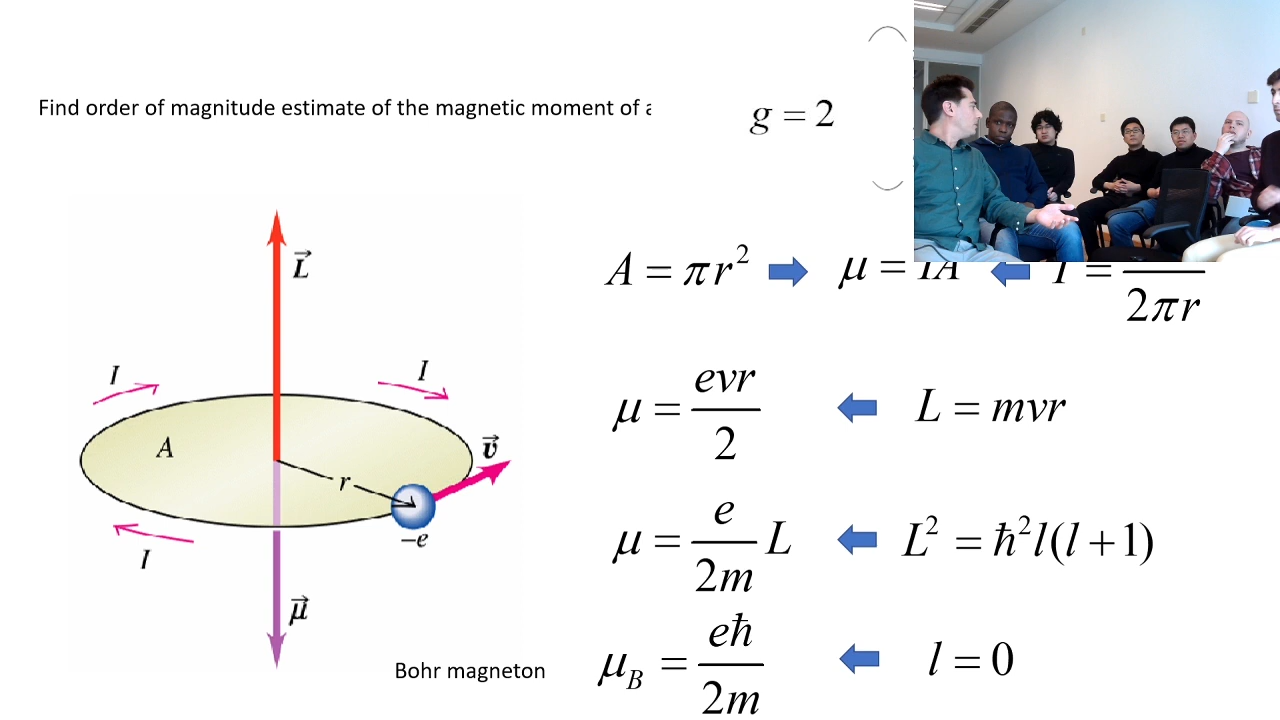 Find order of magnitude estimate of the magnetic moment of
g = 2
A = πr² μ = IA I =
2πr
L⃗
I
I
A
r
v⃗
−e
I
μ⃗
Bohr magneton
μ = evr/2 L = mvr
μ = e/2m L L² = ħ²l(l + 1)
μ_B = eħ/2m l = 0